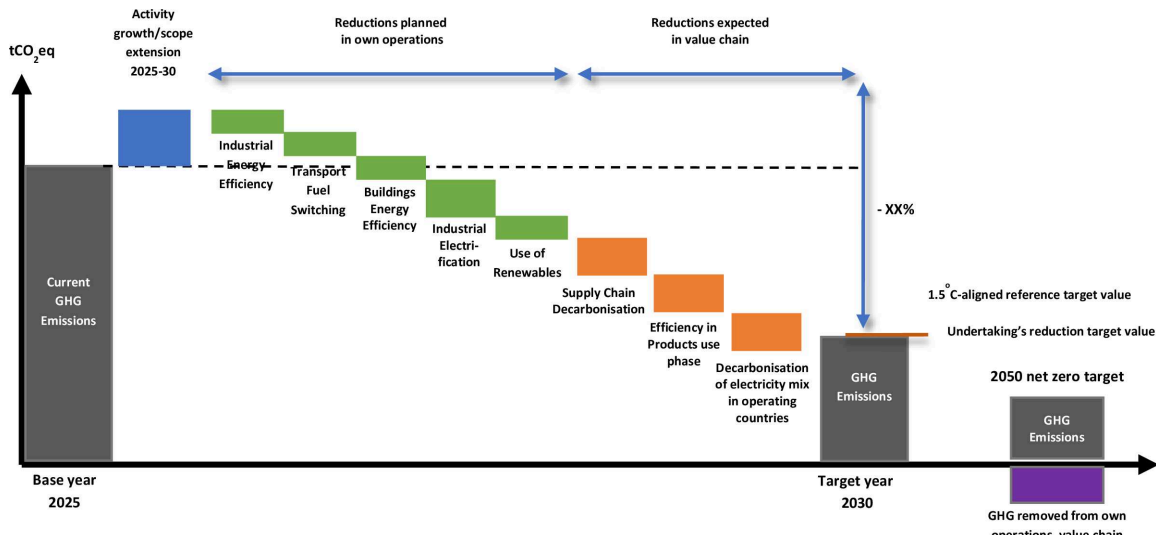 Activity
growth/scope
extension
2025-30
Reductions planned
in own operations
Reductions expected
in value chain
tCO2eq
Industrial
Energy
Efficiency
Transport
Fuel
Switching
Buildings
Energy
Efficiency
Industrial
Electri-
fication
Use of
Renewables
Supply Chain
Decarbonisation
Efficiency in
Products use
phase
Decarbonisation
of electricity mix
in operating
countries
- XX%
Current
GHG
Emissions
GHG
Emissions
1.5°C-aligned reference target value
Undertaking's reduction target value
2050 net zero target
GHG
Emissions
Base year
2025
Target year
2030
GHG removed from own
operations, value chain